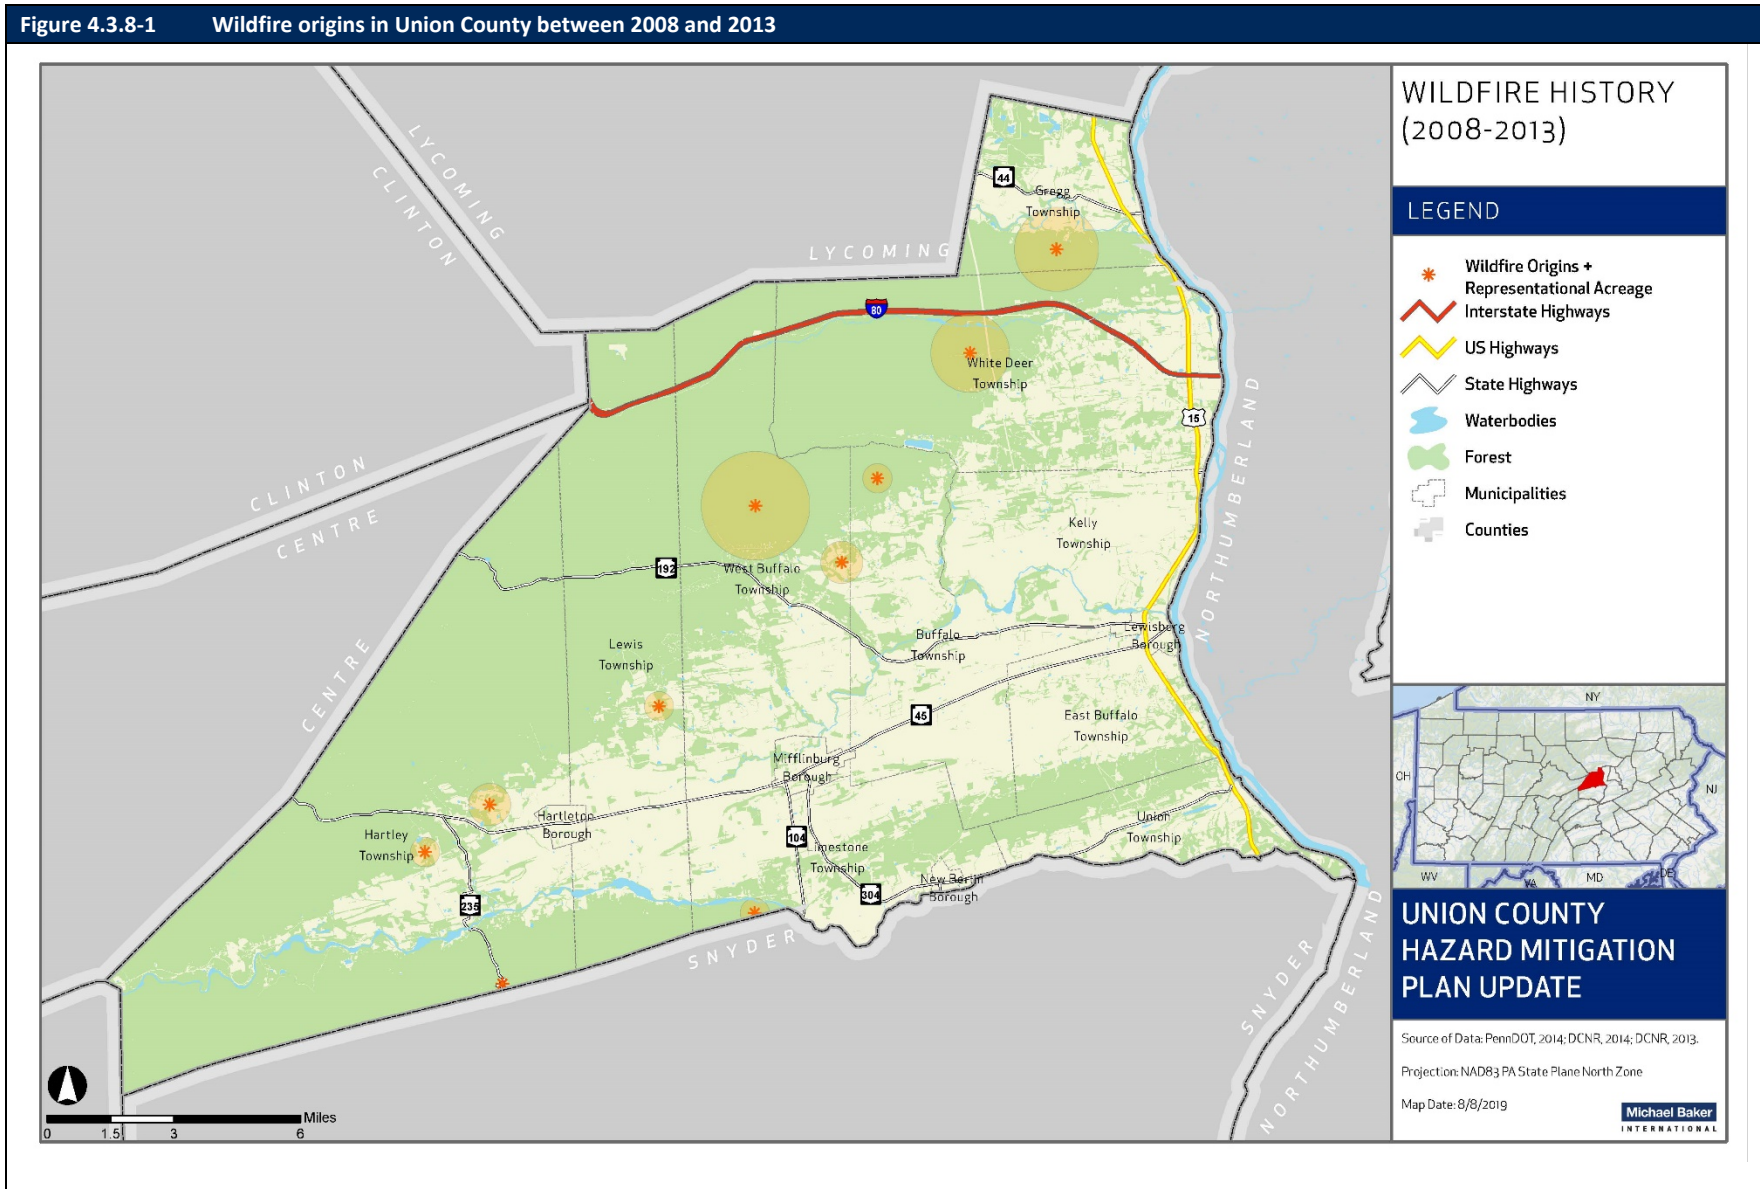 Figure 4.3.8-1 Wildfire origins in Union County between 2008 and 2013
WILDFIRE HISTORY
(2008-2013)
LEGEND
Wildfire Origins +
Representational Acreage
Interstate Highways
US Highways
State Highways
Waterbodies
Forest
Municipalities
Counties
LYCOMING
CLINTON
LYCOMING
CLINTON
CENTRE
CENTRE
NORTHUMBERLAND
SNYDER
SNYDER
NORTHUMBERLAND
44
Gregg
Township
80
White Deer
Township
15
Kelly
Township
192
West Buffalo
Township
Lewis
Township
Buffalo
Township
Lewisburg
Borough
45
East Buffalo
Township
Mifflinburg
Borough
Hartleton
Borough
Hartley
Township
104
Limestone
Township
Union
Township
304
New Berlin
Borough
235
Miles
0 1.5 3 6
NY
OH
NJ
WV
VA
MD
DE
UNION COUNTY
HAZARD MITIGATION
PLAN UPDATE
Source of Data: PennDOT, 2014; DCNR, 2014; DCNR, 2013.
Projection: NAD83 PA State Plane North Zone
Map Date: 8/8/2019
Michael Baker
INTERNATIONAL